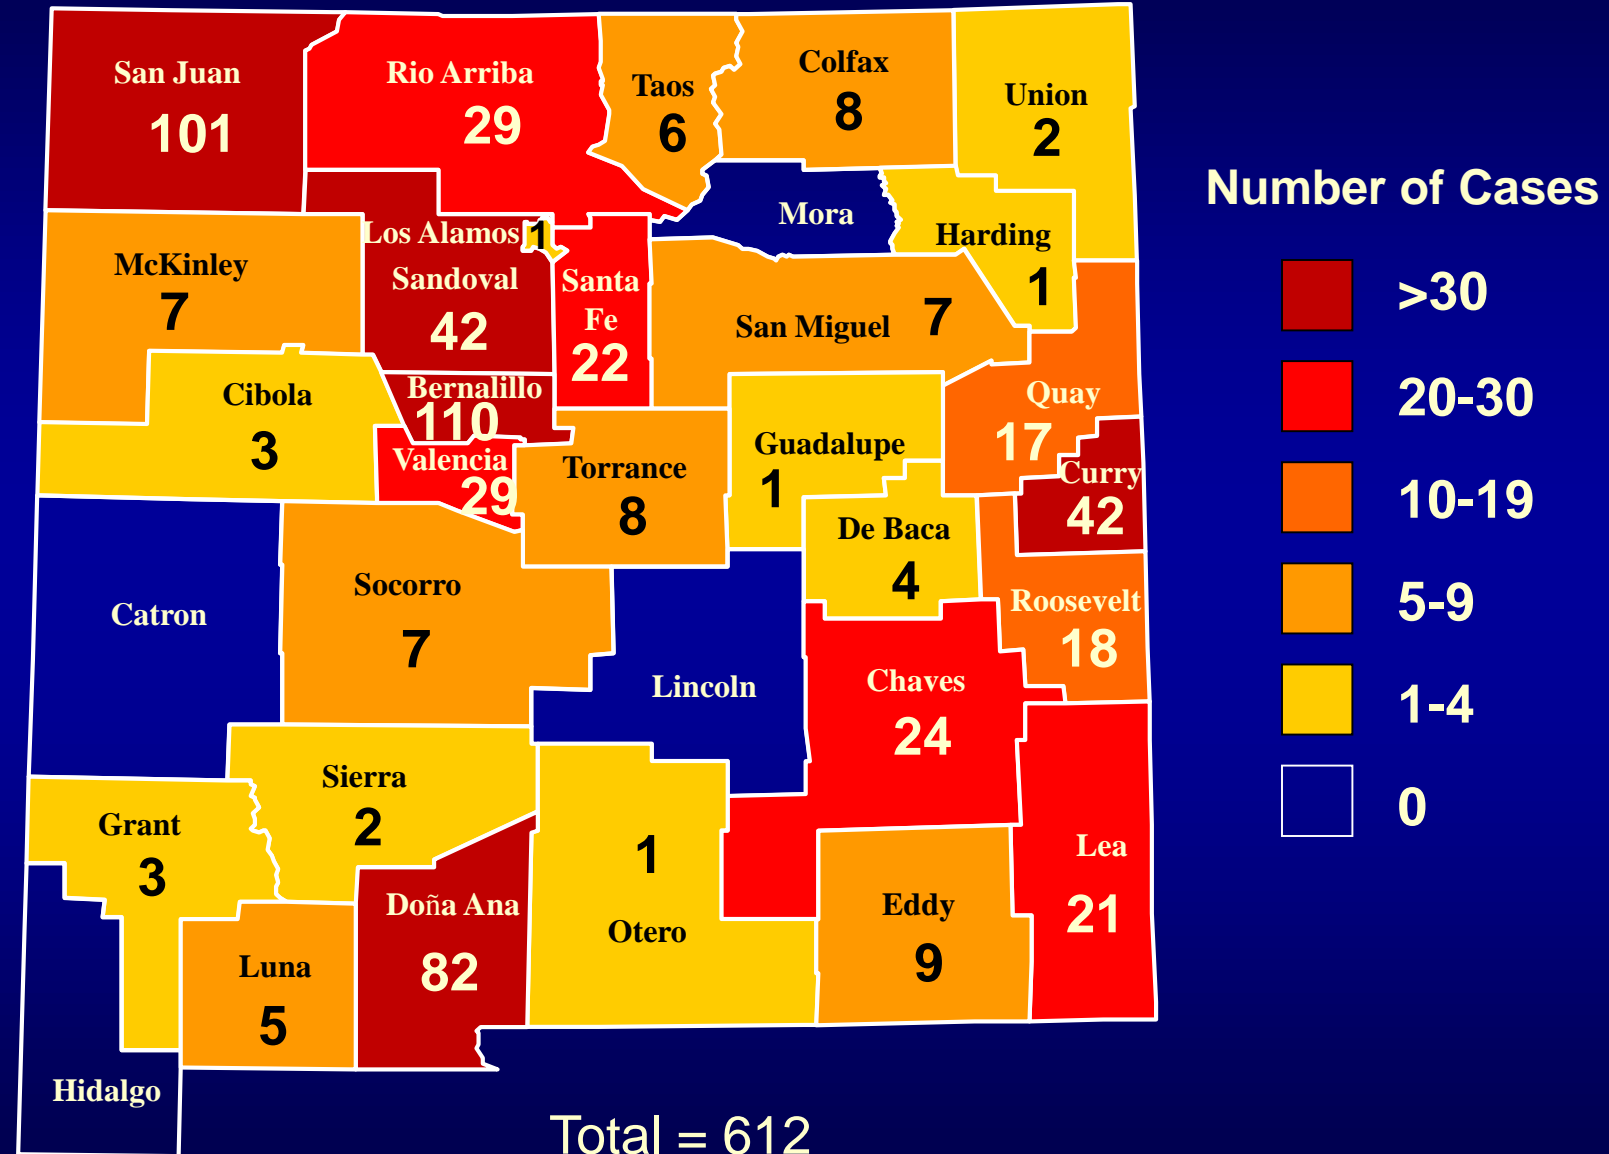 San Juan
101
Rio Arriba
29
Taos
6
Colfax
8
Union
2
Mora
Harding
1
Los Alamos 1
McKinley
7
Sandoval
42
Santa
Fe
22
San Miguel 7
Cibola
3
Bernalillo
110
Valencia
29
Torrance
8
Guadalupe
1
Quay
17
Curry
42
De Baca
4
Roosevelt
18
Catron
Socorro
7
Lincoln
Chaves
24
Sierra
2
Grant
3
1
Otero
Doña Ana
82
Luna
5
Eddy
9
Lea
21
Hidalgo
Total = 612
Number of Cases
>30
20-30
10-19
5-9
1-4
0